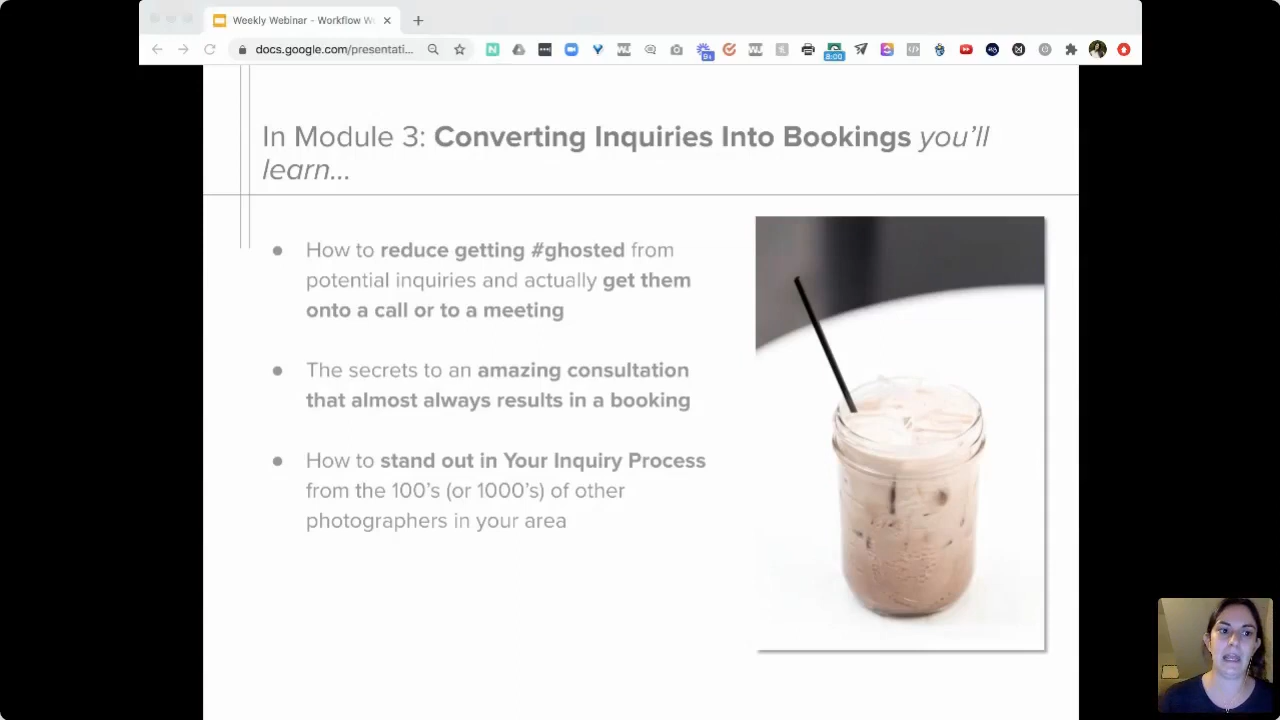 Weekly Webinar - Workflow W
docs.google.com/presentati...
8:00
In Module 3: Converting Inquiries Into Bookings you'll
learn...
● How to reduce getting #ghosted from
potential inquiries and actually get them
onto a call or to a meeting
● The secrets to an amazing consultation
that almost always results in a booking
● How to stand out in Your Inquiry Process
from the 100's (or 1000's) of other
photographers in your area